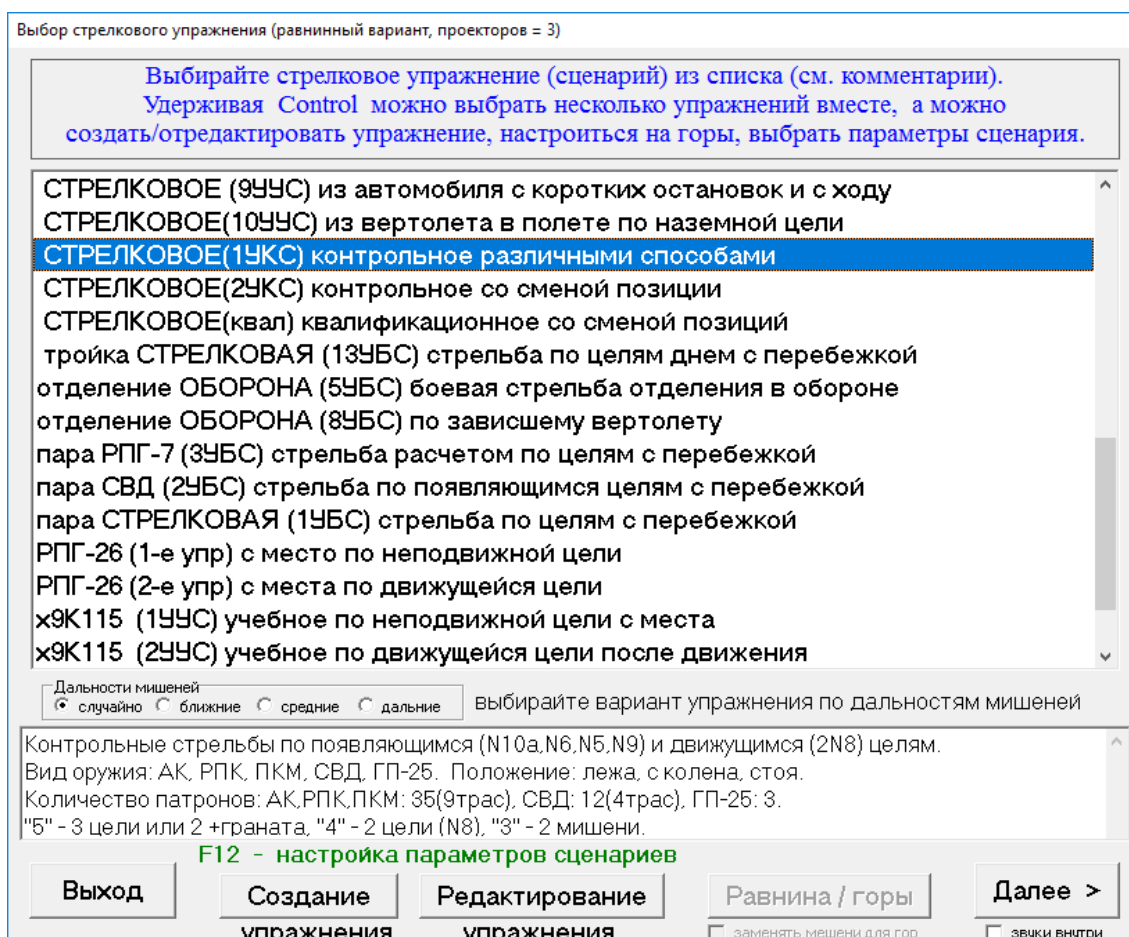 Выбор стрелкового упражнения (равнинный вариант, проекторов = 3)
Выбирайте стрелковое упражнение (сценарий) из списка (см. комментарии).
Удерживая Control можно выбрать несколько упражнений вместе, а можно
создать/отредактировать упражнение, настроиться на горы, выбрать параметры сценария.
СТРЕЛКОВОЕ (9УУС) из автомобиля с коротких остановок и с ходу
СТРЕЛКОВОЕ(10УУС) из вертолета в полете по наземной цели
СТРЕЛКОВОЕ(1УКС) контрольное различными способами
СТРЕЛКОВОЕ(2УКС) контрольное со сменой позиции
СТРЕЛКОВОЕ(квал) квалификационное со сменой позиций
тройка СТРЕЛКОВАЯ (13УБС) стрельба по целям днем с перебежкой
отделение ОБОРОНА (5УБС) боевая стрельба отделения в обороне
отделение ОБОРОНА (8УБС) по зависшему вертолету
пара РПГ-7 (3УБС) стрельба расчетом по целям с перебежкой
пара СВД (2УБС) стрельба по появляющимся целям с перебежкой
пара СТРЕЛКОВАЯ (1УБС) стрельба по целям с перебежкой
РПГ-26 (1-е упр) с место по неподвижной цели
РПГ-26 (2-е упр) с места по движущейся цели
х9К115 (1УУС) учебное по неподвижной цели с места
х9К115 (2УУС) учебное по движущейся цели после движения
Дальности мишеней
случайно ближние средние дальние выбирайте вариант упражнения по дальностям мишеней
Контрольные стрельбы по появляющимся (N10а,N6,N5,N9) и движущимся (2N8) целям.
Вид оружия: АК, РПК, ПКМ, СВД, ГП-25. Положение: лежа, с колена, стоя.
Количество патронов: АК,РПК,ПКМ: 35(9трас), СВД: 12(4трас), ГП-25: 3.
"5" - 3 цели или 2 +граната, "4" - 2 цели (N8), "3" - 2 мишени.
F12 - настройка параметров сценариев
Выход Создание Редактирование Равнина / горы Далее >
упражнения упражнения заменять мешени для гор звуки внутри